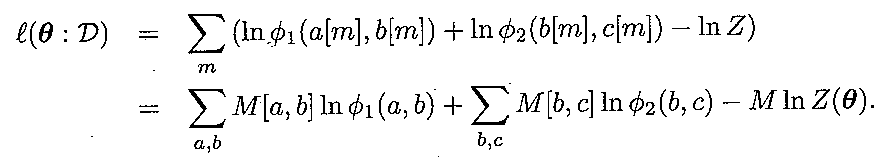 ℓ(θ : D) = ∑_m (ln ϕ₁(a[m], b[m]) + ln ϕ₂(b[m], c[m]) − ln Z)
= ∑_{a,b} M[a, b] ln ϕ₁(a, b) + ∑_{b,c} M[b, c] ln ϕ₂(b, c) − M ln Z(θ).